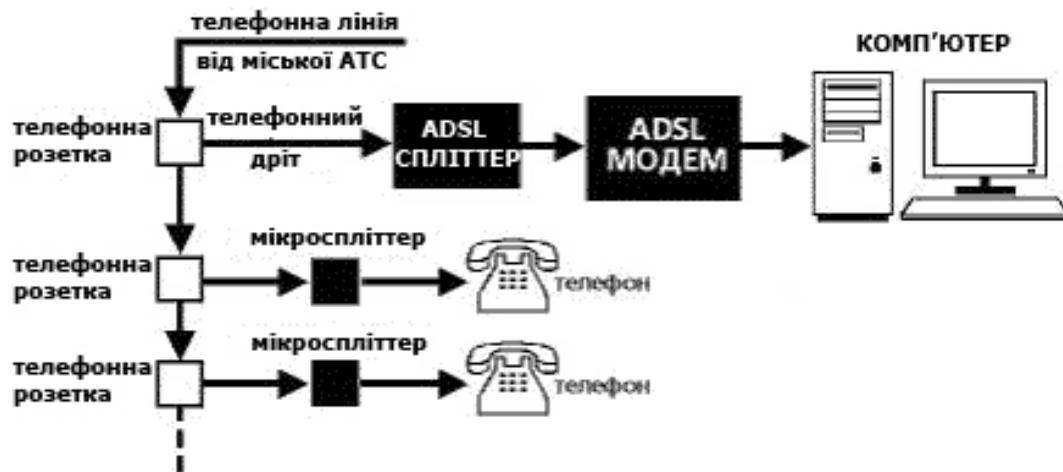 телефонна лінія
від міської АТС
КОМП’ЮТЕР
телефонна
розетка
телефонний
дріт
ADSL
СПЛІТТЕР
ADSL
МОДЕМ
мікроспліттер
телефонна
розетка
телефон
мікроспліттер
телефонна
розетка
телефон